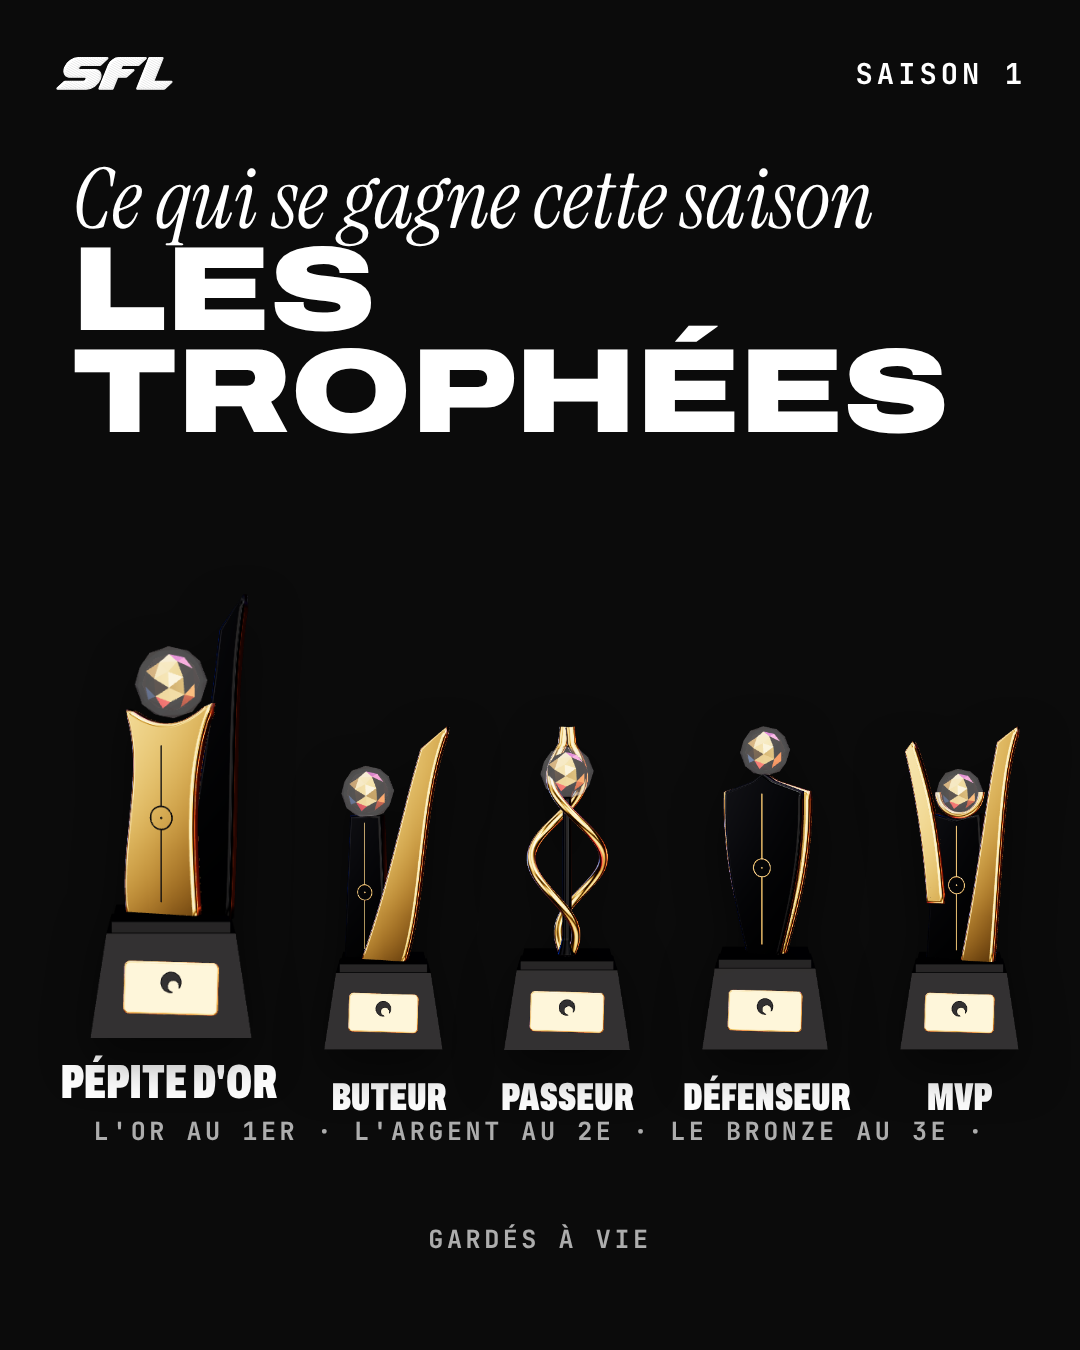 SFL
SAISON 1
Ce qui se gagne cette saison
LES
TROPHÉES
PÉPITE D'OR
BUTEUR
PASSEUR
DÉFENSEUR
MVP
L'OR AU 1ER · L'ARGENT AU 2E · LE BRONZE AU 3E ·
GARDÉS À VIE